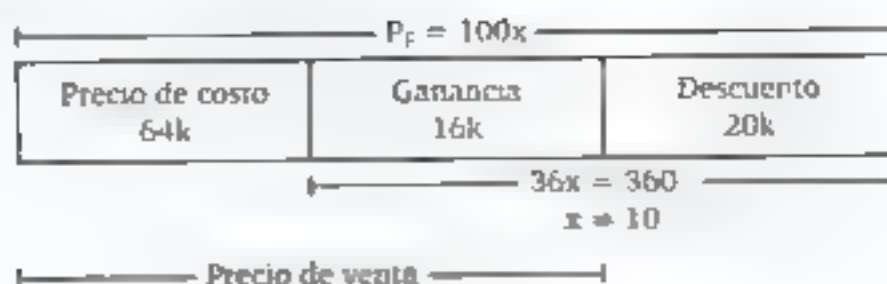 P_F = 100x
Precio de costo Ganancia Descuento
64k 16k 20k
36x = 360
x = 10
Precio de venta